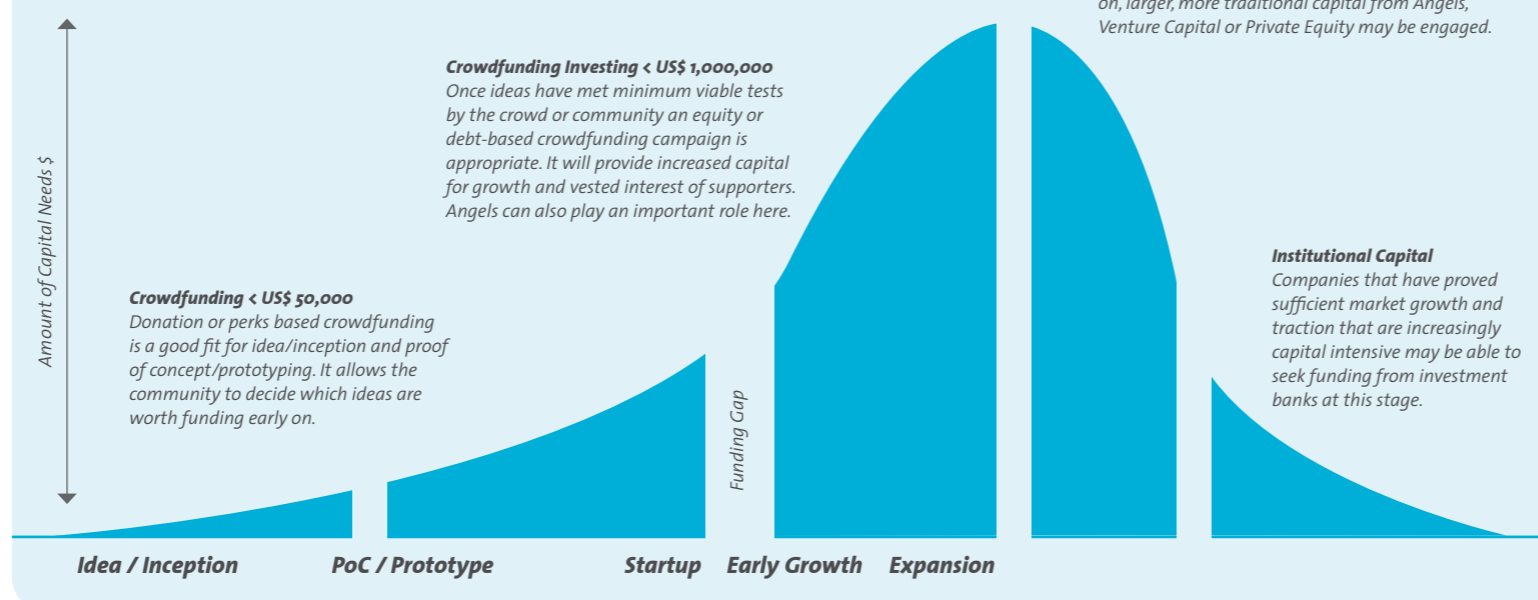 on, larger, more traditional capital from Angels,
Venture Capital or Private Equity may be engaged.
Crowdfunding Investing < US$ 1,000,000
Once ideas have met minimum viable tests
by the crowd or community an equity or
debt-based crowdfunding campaign is
appropriate. It will provide increased capital
for growth and vested interest of supporters.
Angels can also play an important role here.
Amount of Capital Needs $
Crowdfunding < US$ 50,000
Donation or perks based crowdfunding
is a good fit for idea/inception and proof
of concept/prototyping. It allows the
community to decide which ideas are
worth funding early on.
Institutional Capital
Companies that have proved
sufficient market growth and
traction that are increasingly
capital intensive may be able to
seek funding from investment
banks at this stage.
Funding Gap
Idea / Inception
PoC / Prototype
Startup
Early Growth
Expansion